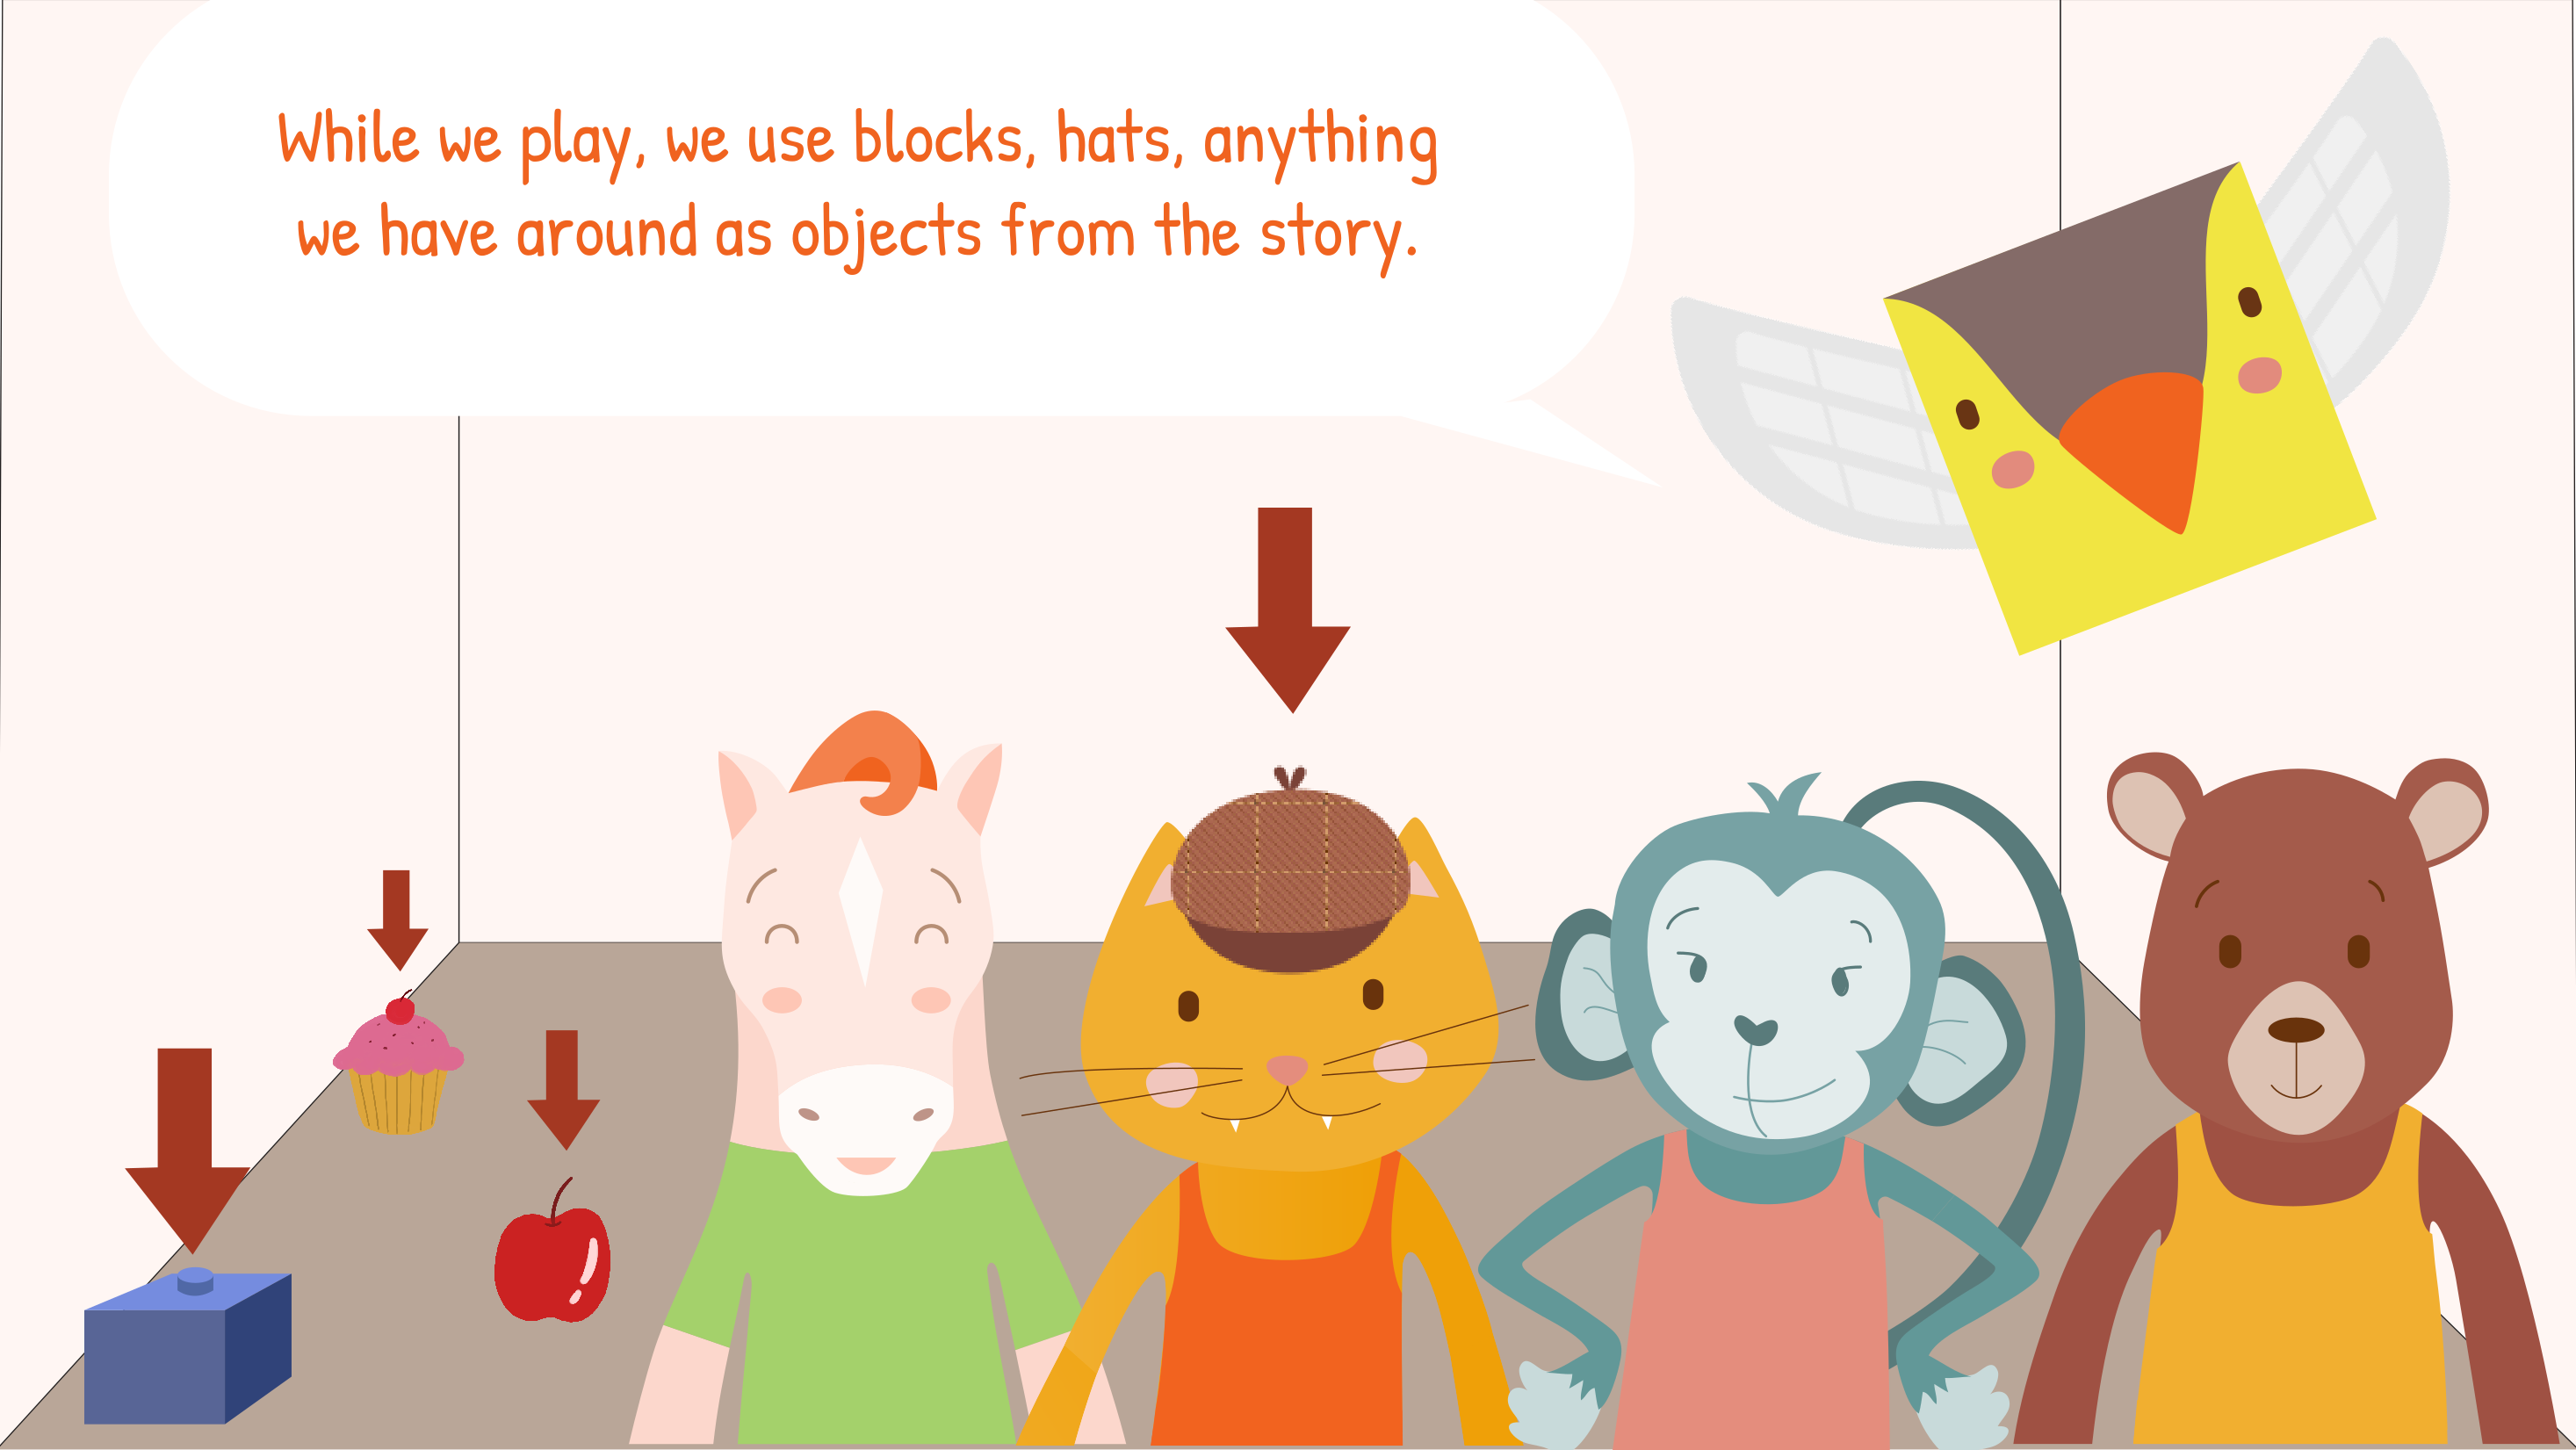 While we play, we use blocks, hats, anything
we have around as objects from the story.